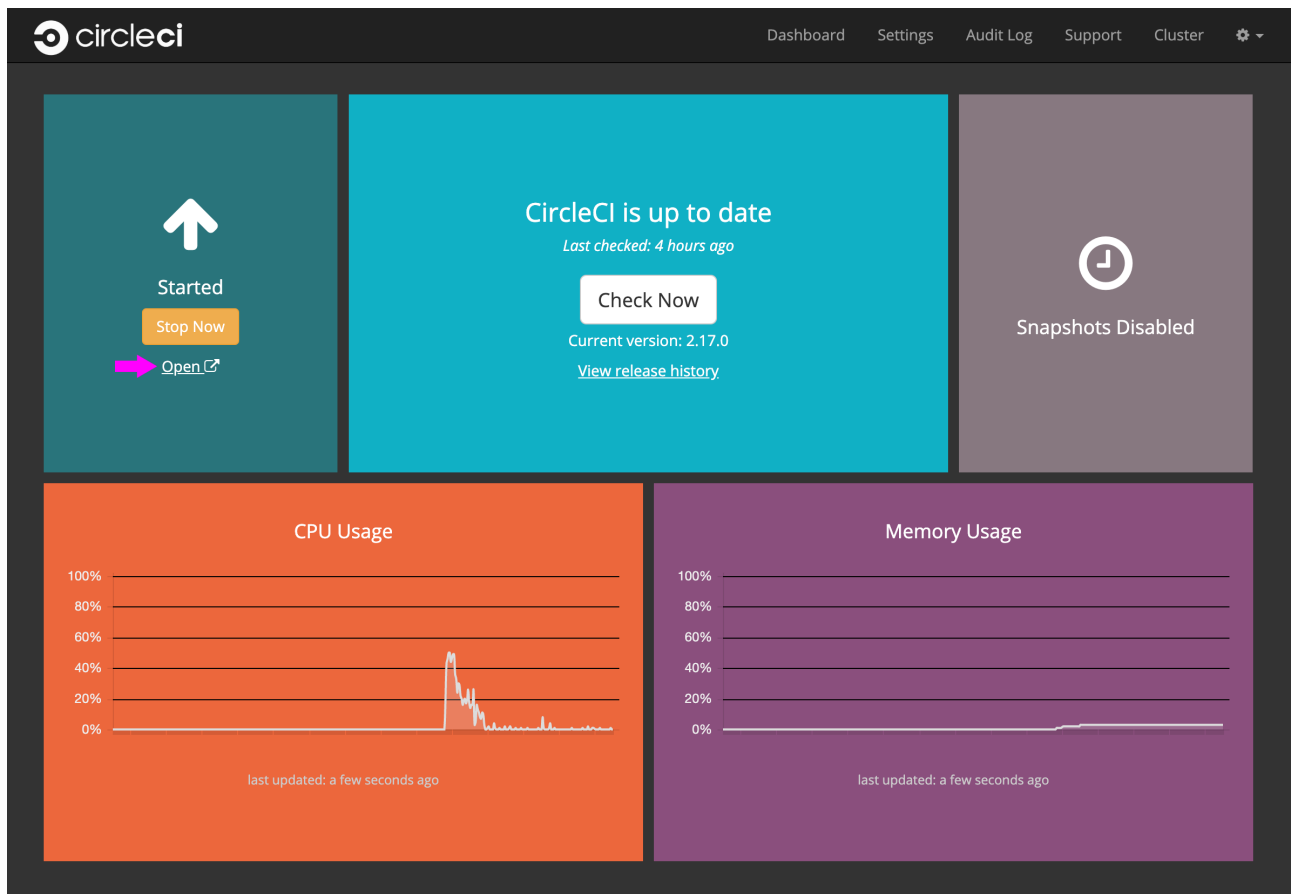 circleci
Dashboard Settings Audit Log Support Cluster
Started
Stop Now
Open
CircleCI is up to date
Last checked: 4 hours ago
Check Now
Current version: 2.17.0
View release history
Snapshots Disabled
CPU Usage
100%
80%
60%
40%
20%
0%
last updated: a few seconds ago
Memory Usage
100%
80%
60%
40%
20%
0%
last updated: a few seconds ago